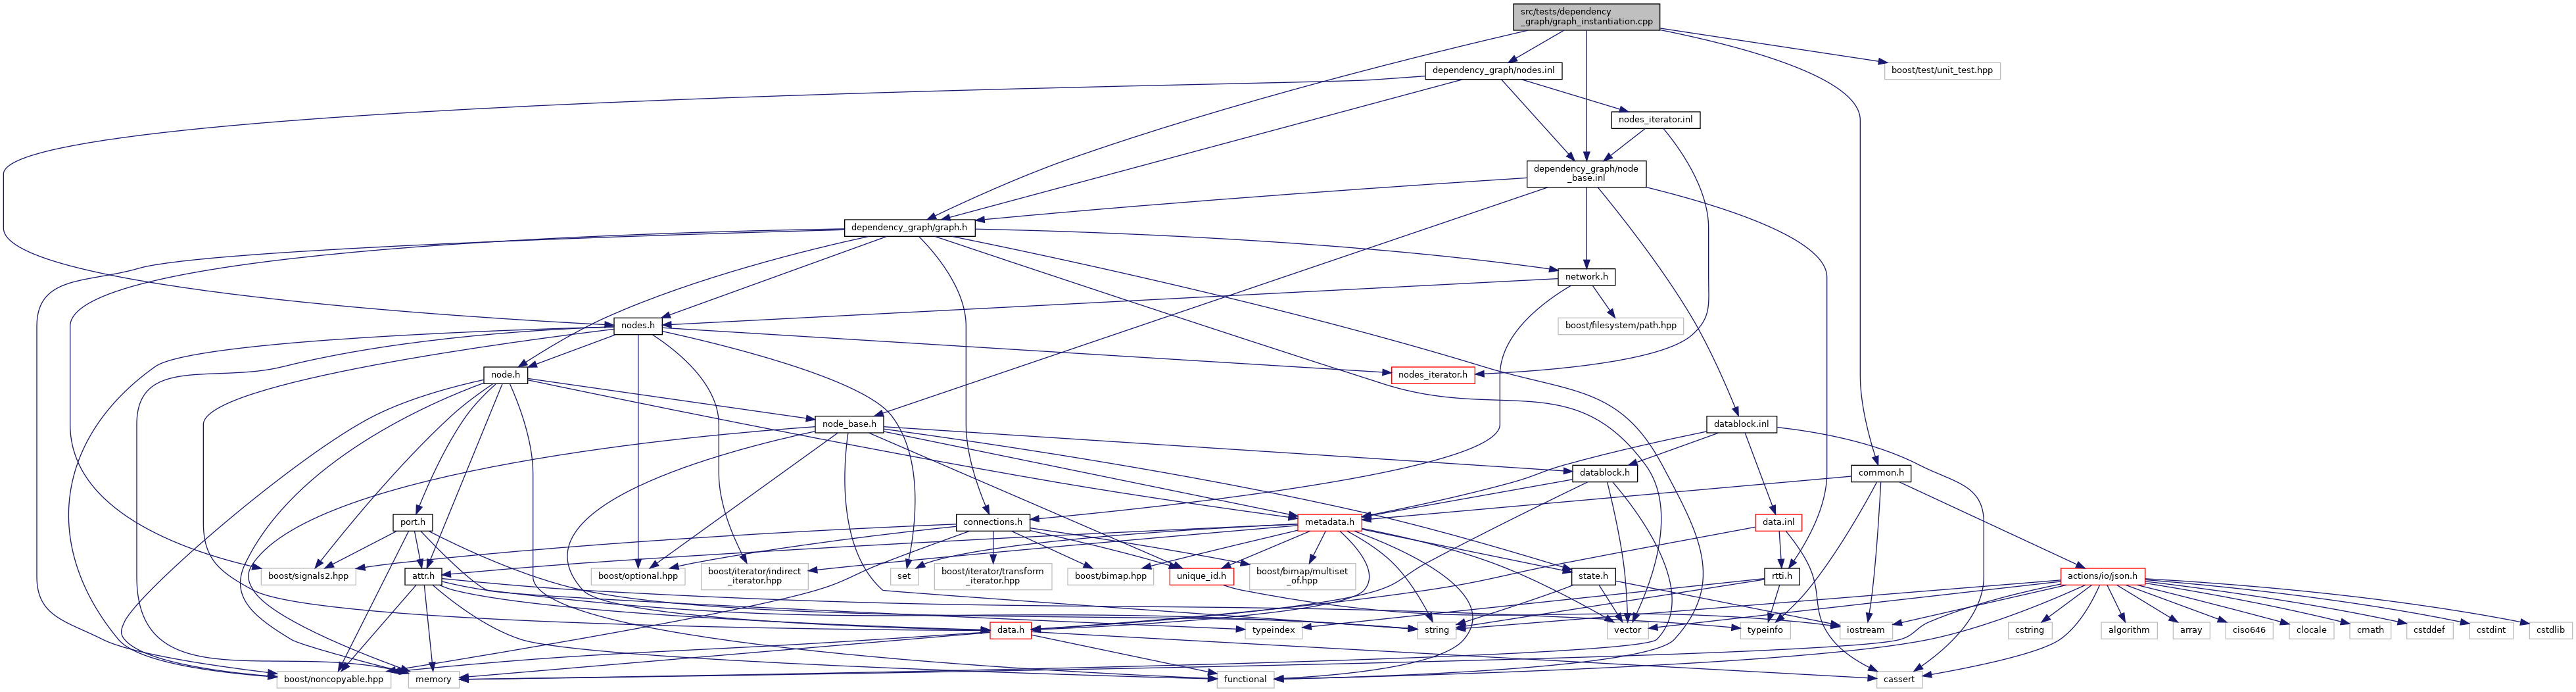 src/tests/dependency
_graph/graph_instantiation.cpp
dependency_graph/nodes.inl
boost/test/unit_test.hpp
nodes_iterator.inl
dependency_graph/node
_base.inl
dependency_graph/graph.h
network.h
nodes.h
boost/filesystem/path.hpp
node.h
nodes_iterator.h
node_base.h
datablock.inl
datablock.h
common.h
port.h
connections.h
metadata.h
data.inl
boost/signals2.hpp
attr.h
boost/optional.hpp
boost/iterator/indirect
_iterator.hpp
set
boost/iterator/transform
_iterator.hpp
boost/bimap.hpp
unique_id.h
boost/bimap/multiset
_of.hpp
state.h
rtti.h
actions/io/json.h
data.h
typeindex
string
vector
typeinfo
iostream
cstring
algorithm
array
ciso646
clocale
cmath
cstddef
cstdint
cstdlib
boost/noncopyable.hpp
memory
functional
cassert